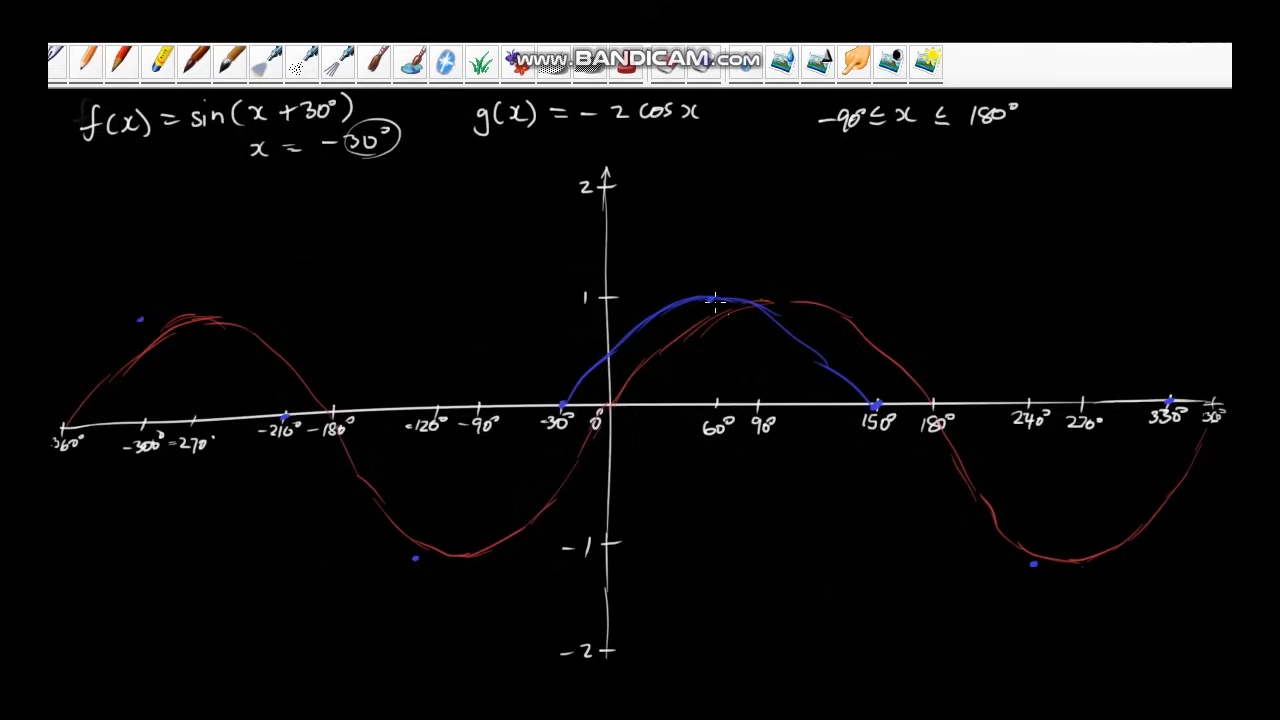 www.BANDICAM.com
f(x) = sin(x + 30°) g(x) = - 2 cos x -90° ≤ x ≤ 180°
x = - 30°
2
1
-360° -300° -270° -210° -180° -120° -90° -30° 0° 60° 90° 150° 180° 240° 270° 330° 360°
-1
-2